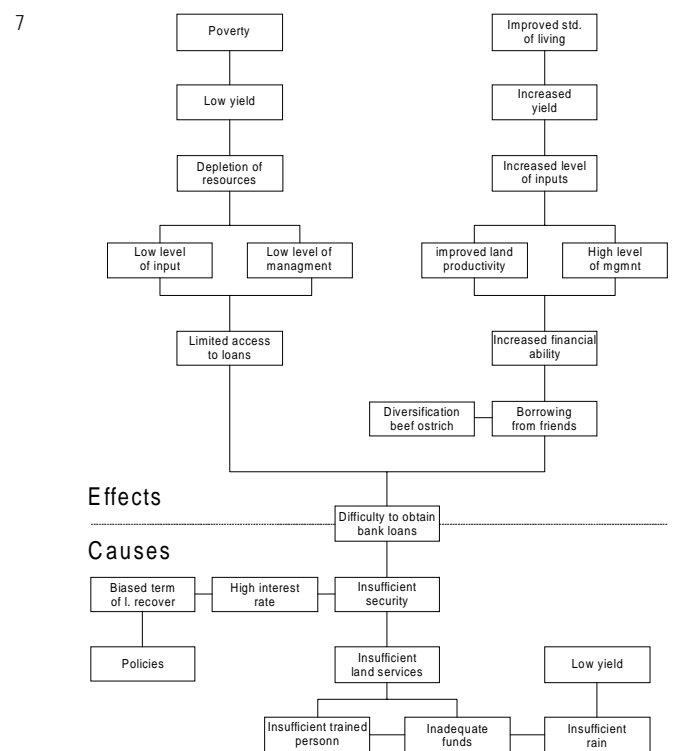 7
Poverty
Improved std.
of living
Low yield
Increased
yield
Depletion of
resources
Increased level
of inputs
Low level
of input
Low level of
managment
improved land
productivity
High level
of mgmnt
Limited access
to loans
Increased financial
ability
Diversification
beef ostrich
Borrowing
from friends
Effects
Difficulty to obtain
bank loans
Causes
Biased term
of l. recover
High interest
rate
Insufficient
security
Policies
Insufficient
land services
Low yield
Insufficient trained
personn
Inadequate
funds
Insufficient
rain